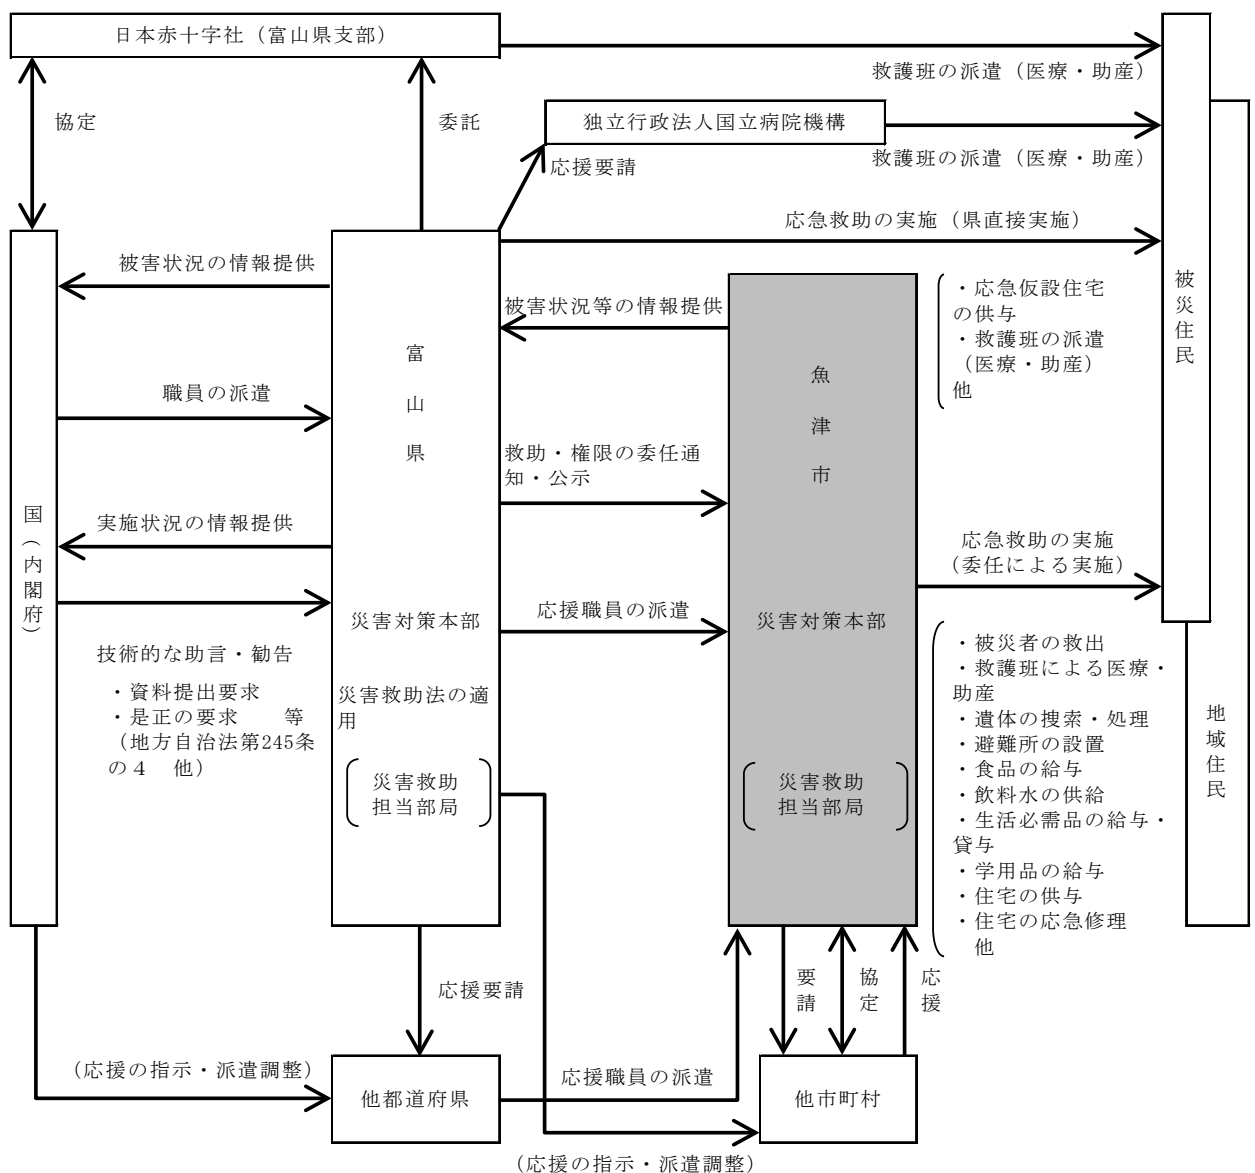 日本赤十字社（富山県支部）
救護班の派遣（医療・助産）
協定
委託
独立行政法人国立病院機構
応援要請
救護班の派遣（医療・助産）
応急救助の実施（県直接実施）
被害状況の情報提供
被害状況等の情報提供
・応急仮設住宅
の供与
・救護班の派遣
（医療・助産）
他
被災住民
富山県
魚津市
職員の派遣
救助・権限の委任通
知・公示
国（内閣府）
実施状況の情報提供
応急救助の実施
（委任による実施）
災害対策本部
応援職員の派遣
災害対策本部
技術的な助言・勧告
・資料提出要求
・是正の要求　等
（地方自治法第245条
の４　他）
災害救助法の適
用
災害救助
担当部局
災害救助
担当部局
・被災者の救出
・救護班による医療・
助産
・遺体の捜索・処理
・避難所の設置
・食品の給与
・飲料水の供給
・生活必需品の給与・
貸与
・学用品の給与
・住宅の供与
・住宅の応急修理
他
地域住民
応援要請
要請
協定
応援
（応援の指示・派遣調整）
他都道府県
応援職員の派遣
他市町村
（応援の指示・派遣調整）